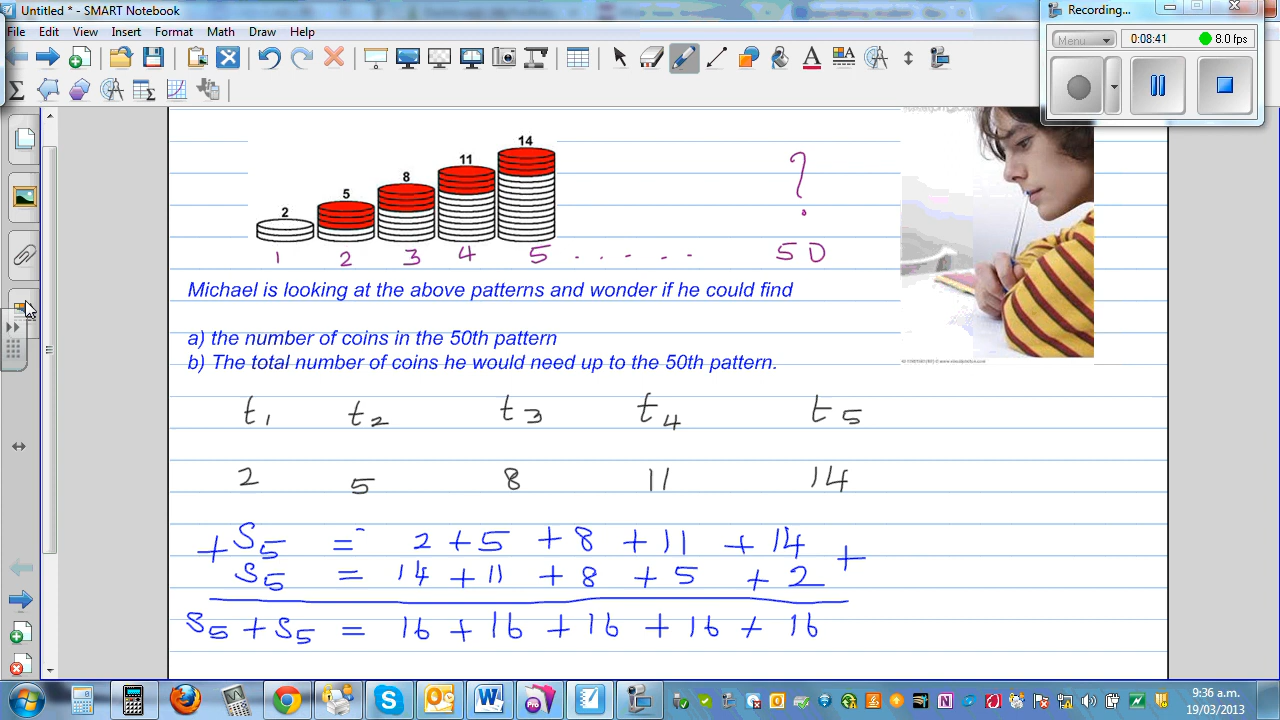 Untitled * - SMART Notebook
Recording...
File Edit View Insert Format Math Draw Help
Menu 0:08:41 8.0 fps
2 5 8 11 14 ?
1 2 3 4 5 . . . . . 50
Michael is looking at the above patterns and wonder if he could find
a) the number of coins in the 50th pattern
b) The total number of coins he would need up to the 50th pattern.
t1 t2 t3 t4 t5
2 5 8 11 14
+ S5 = 2 + 5 + 8 + 11 + 14 +
S5 = 14 + 11 + 8 + 5 + 2
S5 + S5 = 16 + 16 + 16 + 16 + 16
9:36 a.m.
19/03/2013